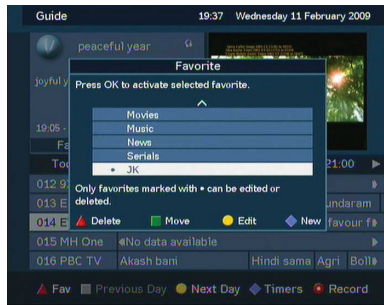 Guide 19:37 Wednesday 11 February 2009
peaceful year
joyful y
Favorite
Press OK to activate selected favorite.
Movies
Music
News
Serials
• JK
Only favorites marked with • can be edited or
deleted.
Delete Move Edit New
19:05 -
Fa
Too 21:00
012 9
013 E undaram
014 E favour f
015 MH One No data available
016 PBC TV Akash bani Hindi sama Agri Boll
Fav Previous Day Next Day Timers Record